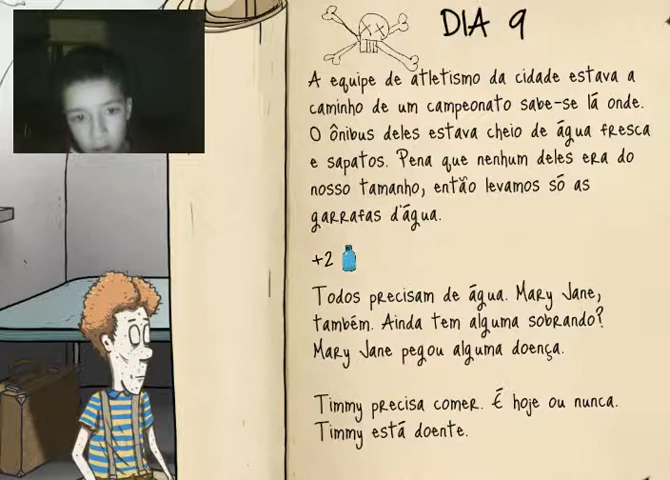 DIA 9
A equipe de atletismo da cidade estava a
caminho de um campeonato sabe-se lá onde.
O ônibus deles estava cheio de água fresca
e sapatos. Pena que nenhum deles era do
nosso tamanho, então levamos só as
garrafas d'água.
+2
Todos precisam de água. Mary Jane,
também. Ainda tem alguma sobrando?
Mary Jane pegou alguma doença.
Timmy precisa comer. É hoje ou nunca.
Timmy está doente.